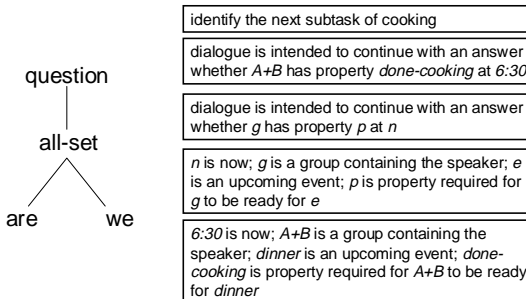 question
all-set
are we
identify the next subtask of cooking
dialogue is intended to continue with an answer
whether A+B has property done-cooking at 6:30
dialogue is intended to continue with an answer
whether g has property p at n
n is now; g is a group containing the speaker; e
is an upcoming event; p is property required for
g to be ready for e
6:30 is now; A+B is a group containing the
speaker; dinner is an upcoming event; done-
cooking is property required for A+B to be ready
for dinner